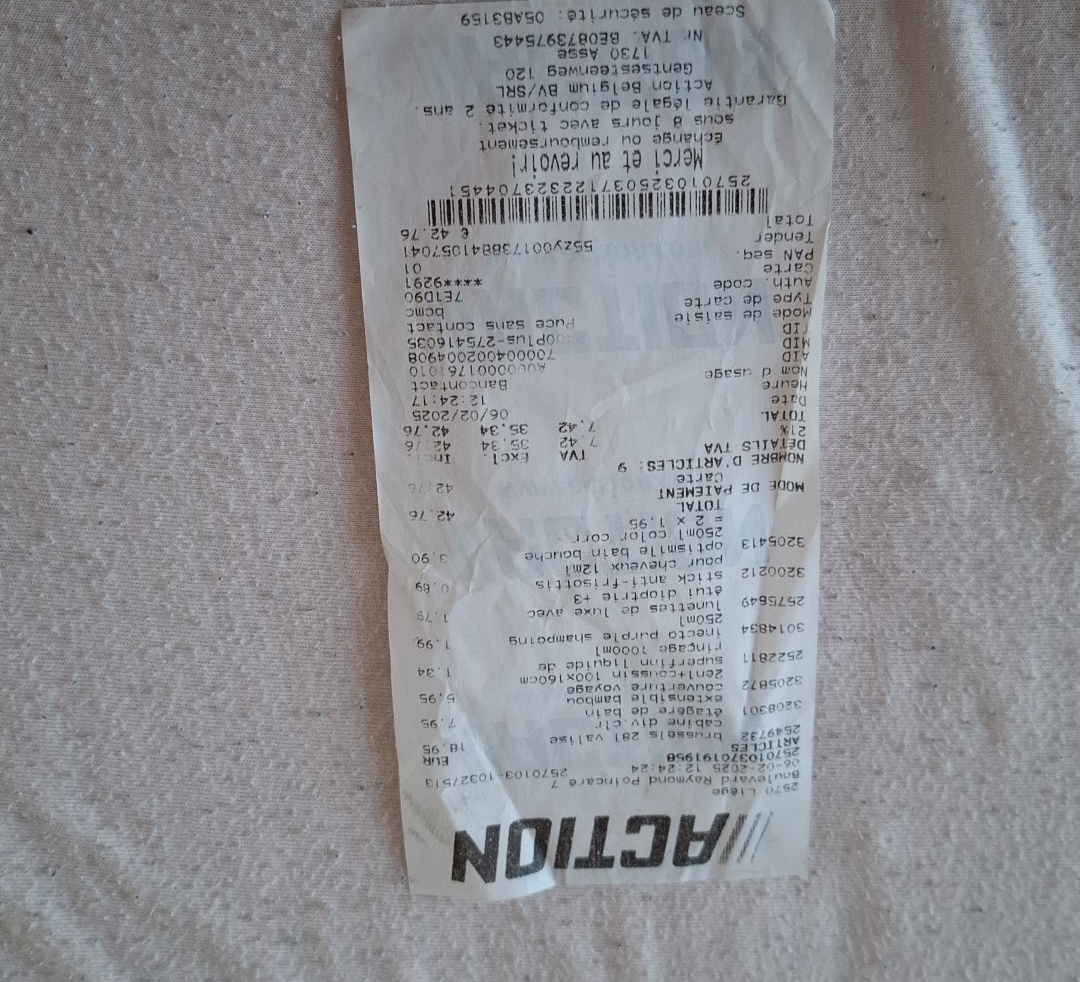 ACTION
2570 Liège
Boulevard Raymond Poincaré 7
06-02-2025 12:24:24 2570103-10327513
257010370191958
ARTICLES EUR
2549732 brussels 28l valise 18.95
cabine div.clr
3208301 étagère de bain 7.95
extensible bambou
3205872 couverture voyage 5.95
2en1+coussin 100x160cm
2522811 superfinn liquide de 1.34
rinçage 1000ml
3014834 inecto purple shampoing 1.99
250ml
2575649 lunettes de luxe avec 1.79
étui dioptrie +3
3200212 stick anti-frisottis 0.89
pour cheveux 12ml
3205413 optismile bain bouche 3.90
250ml color corr
= 2 x 1.95
TOTAL 42.76
MODE DE PAIEMENT
Carte 42.76
NOMBRE D'ARTICLES: 9
DÉTAILS TVA TVA Excl. Incl.
21% 7.42 35.34 42.76
TOTAL 7.42 35.34 42.76
Date 06/02/2025
Heure 12:24:17
Nom d usage Bancontact
AID A0000001761010
MID 700004002004908
TID Plus-275416035
Mode de saisie Puce sans contact
Type de carte bcmc
Auth. code 7E1D90
Carte ****9291
PAN seq. 01
Tender 55zy001738841057041
Total € 42.76
2570103250371222323704451
Merci et au revoir!
Échange ou remboursement
sous 8 jours avec ticket.
Garantie légale de conformité 2 ans.
Action Belgium BV/SRL
Gentsesteenweg 120
1730 Asse
Nr TVA. BE0873975443
Sceau de sécurité: 05AB3159